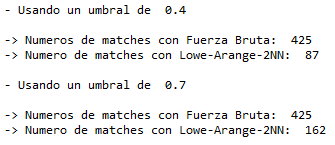 - Usando un umbral de  0.4
-> Numeros de matches con Fuerza Bruta:  425
-> Numero de matches con Lowe-Arange-2NN:  87
- Usando un umbral de  0.7
-> Numeros de matches con Fuerza Bruta:  425
-> Numero de matches con Lowe-Arange-2NN:  162